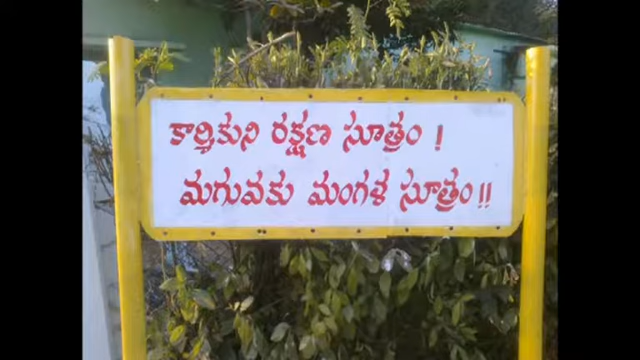 కార్మికుని రక్షణ సూత్రం !
మగువకు మంగళ సూత్రం !!